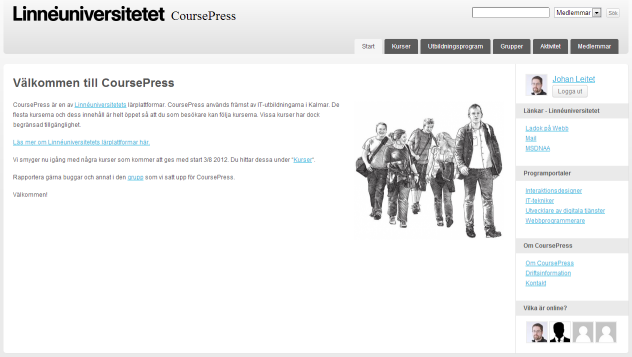 Linnéuniversitetet CoursePress
Medlemmar
Sök
Start
Kurser
Utbildningsprogram
Grupper
Aktivitet
Medlemmar
Välkommen till CoursePress
CoursePress är en av Linnéuniversitetets lärplattformar. CoursePress används främst av IT-utbildningarna i Kalmar. De
flesta kurserna och dess innehåll är helt öppet så att du som besökare kan följa kurserna. Vissa kurser har dock
begränsad tillgänglighet.
Läs mer om Linnéuniversitetets lärplattformar här.
Vi smyger nu igång med några kurser som kommer att ges med start 3/8 2012. Du hittar dessa under "Kurser".
Rapportera gärna buggar och annat i den grupp som vi satt upp för CoursePress.
Välkommen!
Johan Leitet
Logga ut
Länkar - Linnéuniversitetet
Ladok på Webb
Mail
MSDNAA
Programportaler
Interaktionsdesigner
IT-tekniker
Utvecklare av digitala tjänster
Webbprogrammerare
Om CoursePress
Om CoursePress
Driftsinformation
Kontakt
Vilka är online?